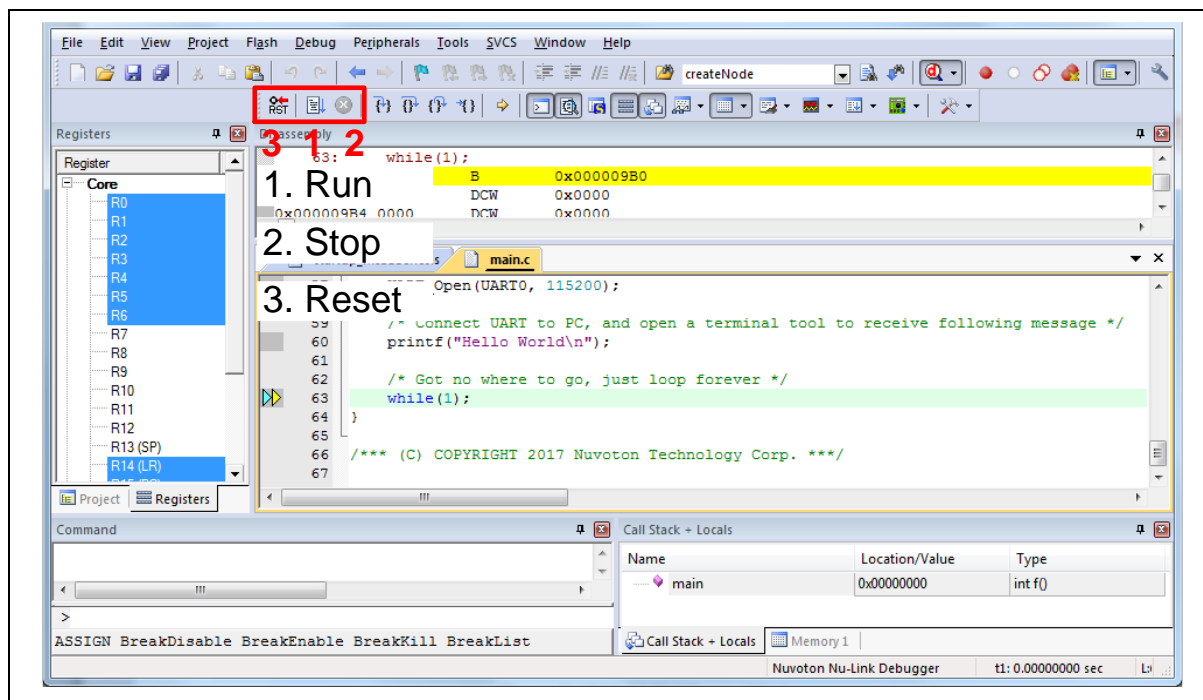 File Edit View Project Flash Debug Peripherals Tools SVCS Window Help
createNode
RST
Registers
Disassembly
3 1 2
Register
63: while(1);
1. Run
B 0x000009B0
DCW 0x0000
0x000009B4 0000 DCW 0x0000
Core
R0
R1
R2
R3
R4
R5
R6
R7
R8
R9
R10
R11
R12
R13 (SP)
R14 (LR)
2. Stop
main.c
Open(UART0, 115200);
3. Reset
59 /* Connect UART to PC, and open a terminal tool to receive following message */
60 printf("Hello World\n");
61
62 /* Got no where to go, just loop forever */
63 while(1);
64 }
65
66 /*** (C) COPYRIGHT 2017 Nuvoton Technology Corp. ***/
67
Project Registers
Command
Call Stack + Locals
Name Location/Value Type
main 0x00000000 int f()
>
ASSIGN BreakDisable BreakEnable BreakKill BreakList
Call Stack + Locals Memory 1
Nuvoton Nu-Link Debugger t1: 0.00000000 sec